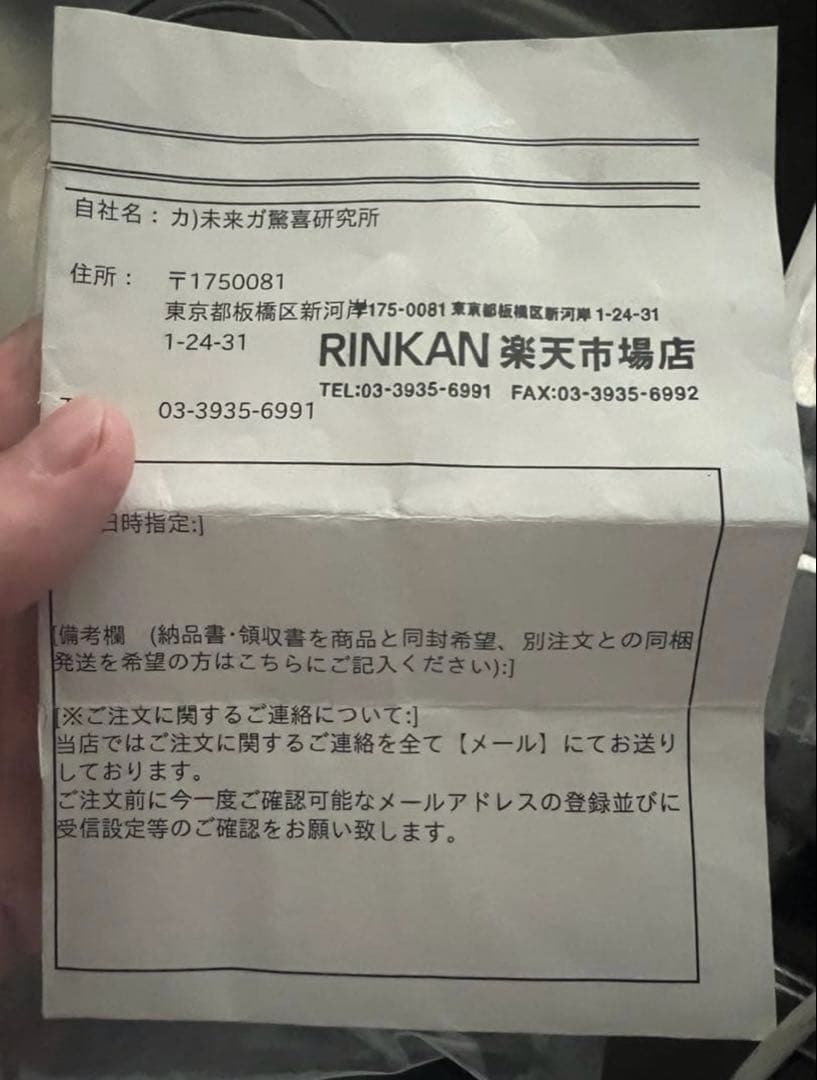 自社名：カ)未来ガ驚喜研究所
住所：　〒1750081
東京都板橋区新河岸
1-24-31
〒175-0081 東京都板橋区新河岸 1-24-31
RINKAN 楽天市場店
TEL:03-3935-6991　FAX:03-3935-6992
03-3935-6991
日時指定:]
[備考欄　(納品書･領収書を商品と同封希望、別注文との同梱
発送を希望の方はこちらにご記入ください):]
[※ご注文に関するご連絡について:]
当店ではご注文に関するご連絡を全て【メール】にてお送り
しております。
ご注文前に今一度ご確認可能なメールアドレスの登録並びに
受信設定等のご確認をお願い致します。